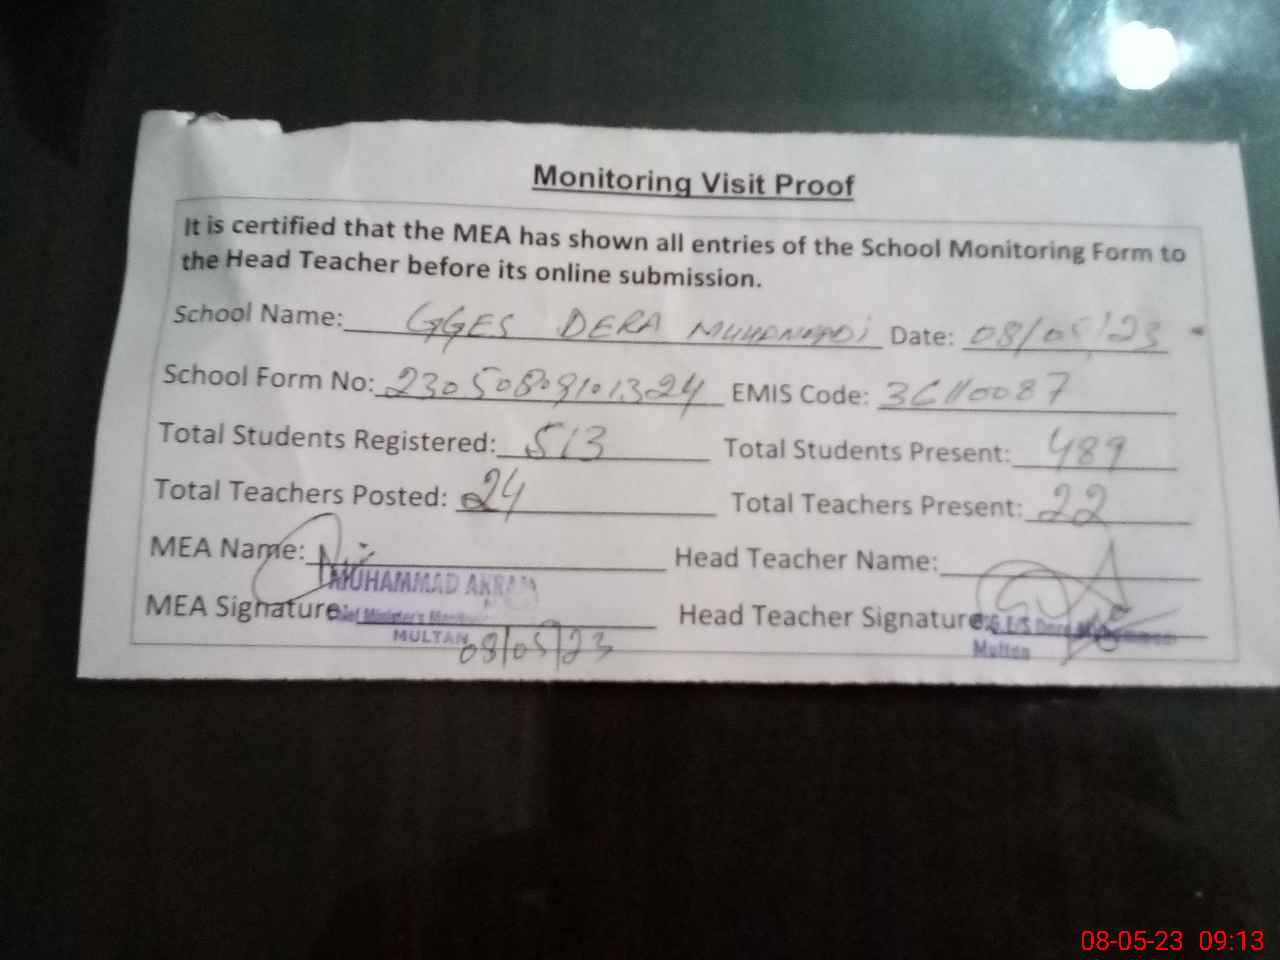 Monitoring Visit Proof
It is certified that the MEA has shown all entries of the School Monitoring Form to
the Head Teacher before its online submission.
School Name: GGES DERA MUHAMMADI Date: 08/05/23
School Form No: 23050809101324 EMIS Code: 36110087
Total Students Registered: 513 Total Students Present: 489
Total Teachers Posted: 24 Total Teachers Present: 22
MEA Name: Head Teacher Name:
MUHAMMAD AKRAM
MEA Signature Head Teacher Signature:
MULTAN 08/05/23 Multan
08-05-23 09:13